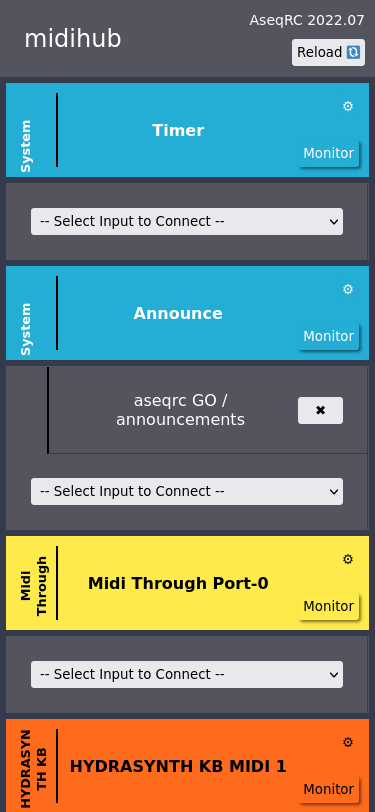 midihub
AseqRC 2022.07
Reload 🔃
System
Timer
⚙
Monitor
-- Select Input to Connect --
System
Announce
⚙
Monitor
aseqrc GO /
announcements
✖
-- Select Input to Connect --
Midi
Through
Midi Through Port-0
⚙
Monitor
-- Select Input to Connect --
HYDRASYN
TH KB
HYDRASYNTH KB MIDI 1
⚙
Monitor